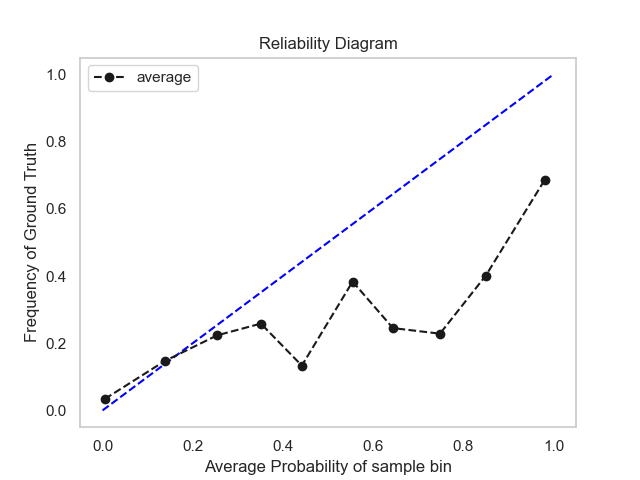 Reliability Diagram
average
Frequency of Ground Truth
1.0
0.8
0.6
0.4
0.2
0.0
0.0 0.2 0.4 0.6 0.8 1.0
Average Probability of sample bin